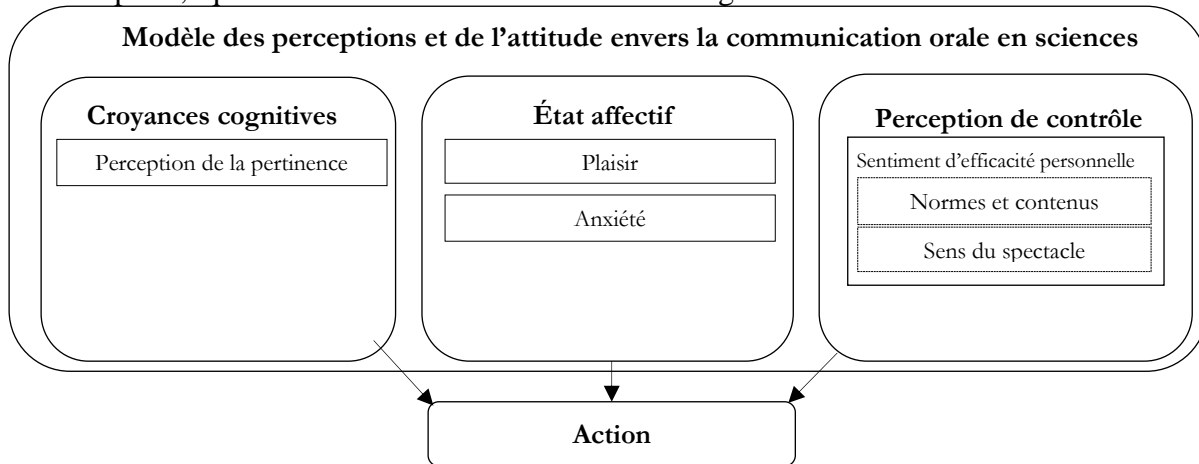 Modèle des perceptions et de l'attitude envers la communication orale en sciences
Croyances cognitives
Perception de la pertinence
État affectif
Plaisir
Anxiété
Perception de contrôle
Sentiment d'efficacité personnelle
Normes et contenus
Sens du spectacle
Action